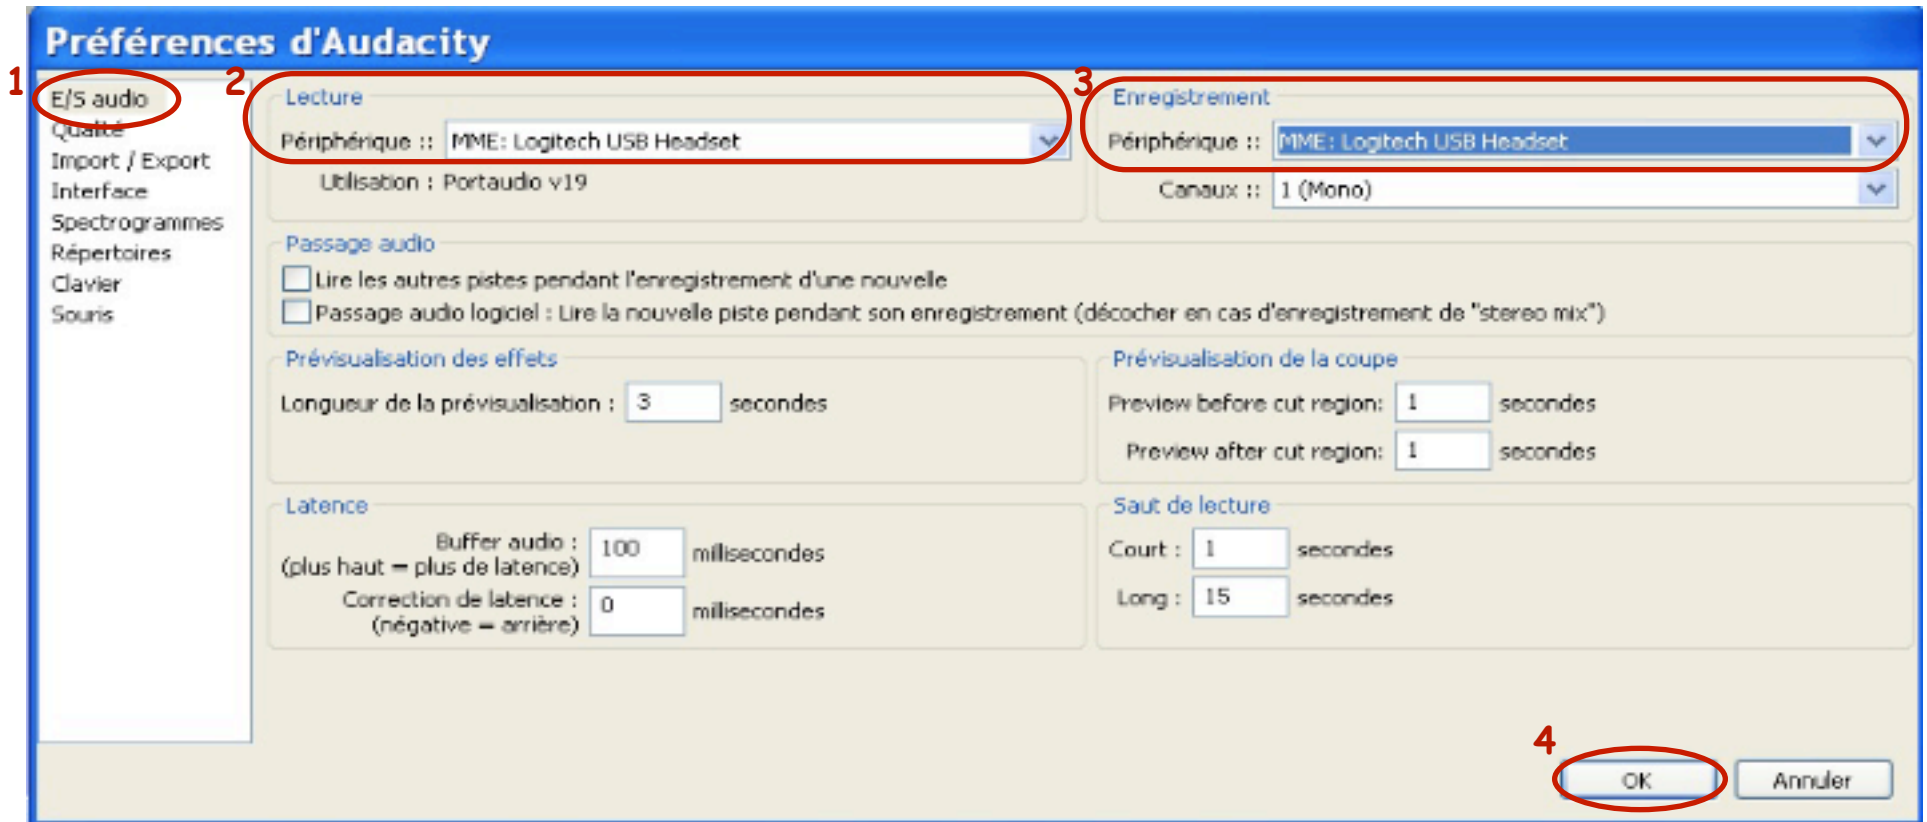 Préférences d'Audacity
1
E/S audio
Qualité
Import / Export
Interface
Spectrogrammes
Répertoires
Clavier
Souris
2
Lecture
Périphérique :: MME: Logitech USB Headset
Utilisation : Portaudio v19
3
Enregistrement
Périphérique :: MME: Logitech USB Headset
Canaux :: 1 (Mono)
Passage audio
Lire les autres pistes pendant l'enregistrement d'une nouvelle
Passage audio logiciel : Lire la nouvelle piste pendant son enregistrement (décocher en cas d'enregistrement de "stereo mix")
Prévisualisation des effets
Longueur de la prévisualisation : 3 secondes
Prévisualisation de la coupe
Preview before cut region: 1 secondes
Preview after cut region: 1 secondes
Latence
Buffer audio :
(plus haut = plus de latence) 100 millisecondes
Correction de latence :
(négative = arrière) 0 millisecondes
Saut de lecture
Court : 1 secondes
Long : 15 secondes
4
OK
Annuler